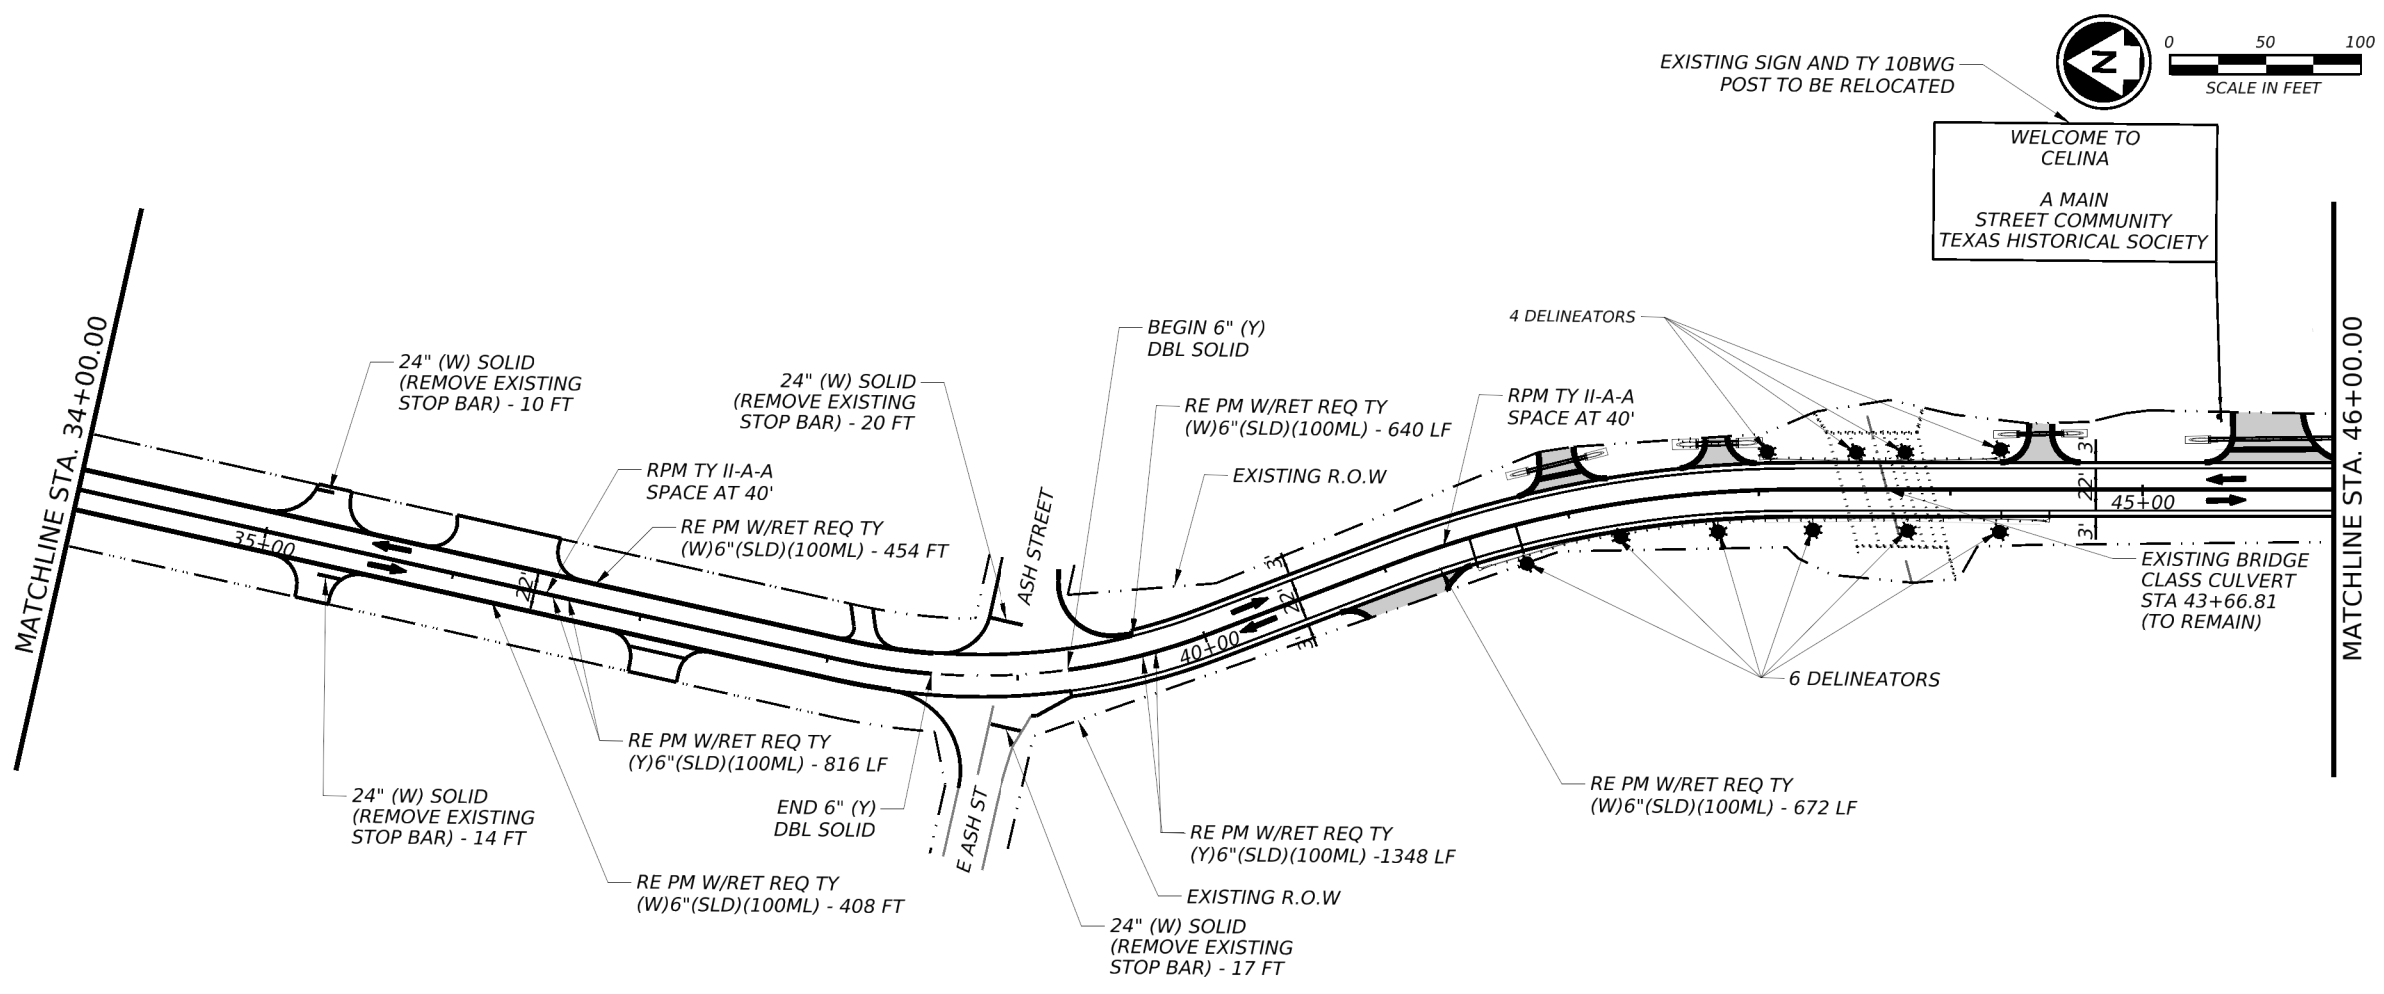 EXISTING SIGN AND TY 10BWG
POST TO BE RELOCATED
N
0 50 100
SCALE IN FEET
WELCOME TO
CELINA
A MAIN
STREET COMMUNITY
TEXAS HISTORICAL SOCIETY
MATCHLINE STA. 34+00.00
24" (W) SOLID
(REMOVE EXISTING
STOP BAR) - 10 FT
24" (W) SOLID
(REMOVE EXISTING
STOP BAR) - 20 FT
BEGIN 6" (Y)
DBL SOLID
4 DELINEATORS
RE PM W/RET REQ TY
(W)6"(SLD)(100ML) - 640 LF
RPM TY II-A-A
SPACE AT 40'
RPM TY II-A-A
SPACE AT 40'
EXISTING R.O.W
ASH STREET
RE PM W/RET REQ TY
(W)6"(SLD)(100ML) - 454 FT
35+00
22'
3'
22'
3'
40+00
3'
22'
3'
45+00
MATCHLINE STA. 46+00.00
EXISTING BRIDGE
CLASS CULVERT
STA 43+66.81
(TO REMAIN)
6 DELINEATORS
RE PM W/RET REQ TY
(Y)6"(SLD)(100ML) - 816 LF
24" (W) SOLID
(REMOVE EXISTING
STOP BAR) - 14 FT
END 6" (Y)
DBL SOLID
E ASH ST
RE PM W/RET REQ TY
(W)6"(SLD)(100ML) - 672 LF
RE PM W/RET REQ TY
(Y)6"(SLD)(100ML) -1348 LF
RE PM W/RET REQ TY
(W)6"(SLD)(100ML) - 408 FT
EXISTING R.O.W
24" (W) SOLID
(REMOVE EXISTING
STOP BAR) - 17 FT